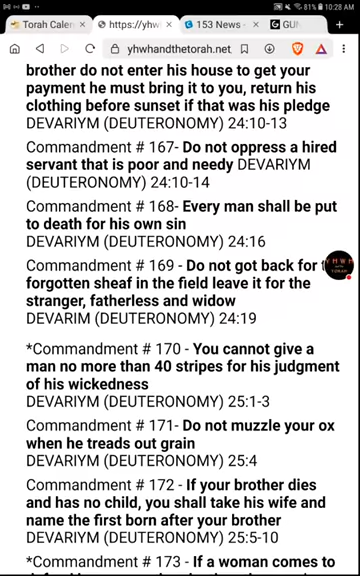 81% 10:28 AM
Torah Calen
https://yhw
153 News -
GUN
yhwhandthetorah.net
brother do not enter his house to get your
payment he must bring it to you, return his
clothing before sunset if that was his pledge
DEVARIYM (DEUTERONOMY) 24:10-13
Commandment # 167- Do not oppress a hired
servant that is poor and needy DEVARIYM
(DEUTERONOMY) 24:10-14
Commandment # 168- Every man shall be put
to death for his own sin
DEVARIYM (DEUTERONOMY) 24:16
Commandment # 169 - Do not got back for
forgotten sheaf in the field leave it for the
stranger, fatherless and widow
DEVARIM (DEUTERONOMY) 24:19
*Commandment # 170 - You cannot give a
man no more than 40 stripes for his judgment
of his wickedness
DEVARIYM (DEUTERONOMY) 25:1-3
Commandment # 171- Do not muzzle your ox
when he treads out grain
DEVARIYM (DEUTERONOMY) 25:4
Commandment # 172 - If your brother dies
and has no child, you shall take his wife and
name the first born after your brother
DEVARIYM (DEUTERONOMY) 25:5-10
*Commandment # 173 - If a woman comes to